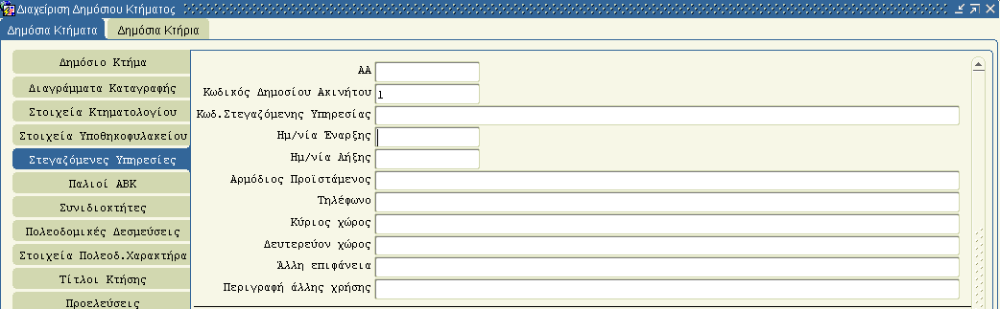 Διαχείριση Δημόσιου Κτήματος
Δημόσια Κτήματα Δημόσια Κτήρια
Δημόσιο Κτήμα
Διαγράμματα Καταγραφής
Στοιχεία Κτηματολογίου
Στοιχεία Υποθηκοφυλακείου
Στεγαζόμενες Υπηρεσίες
Παλιοί ΑΒΚ
Συνιδιοκτήτες
Πολεοδομικές Δεσμεύσεις
Στοιχεία Πολεοδ.Χαρακτήρα
Τίτλοι Κτήσης
Προελεύσεις
ΑΑ
Κωδικός Δημοσίου Ακινήτου 1
Κωδ.Στεγαζόμενης Υπηρεσίας
Ημ/νία Έναρξης
Ημ/νία Λήξης
Αρμόδιος Προϊστάμενος
Τηλέφωνο
Κύριος χώρος
Δευτερεύον χώρος
Άλλη επιφάνεια
Περιγραφή άλλης χρήσης